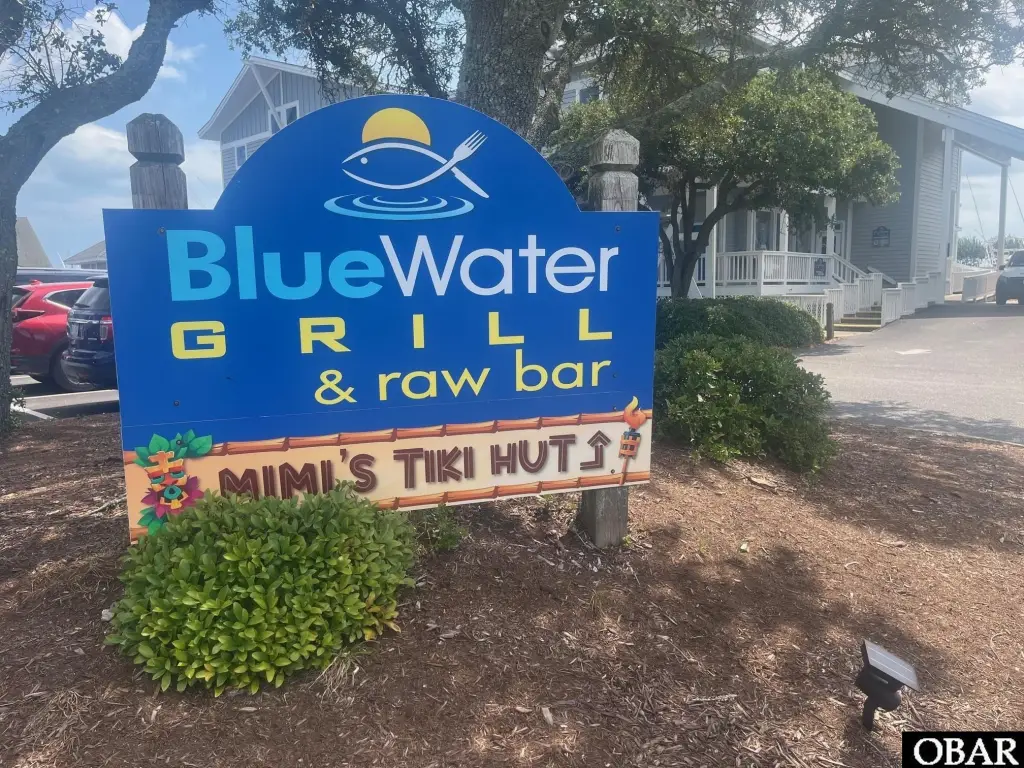 BlueWater
GRILL
& raw bar
MIMI'S TIKI HUT
OBAR